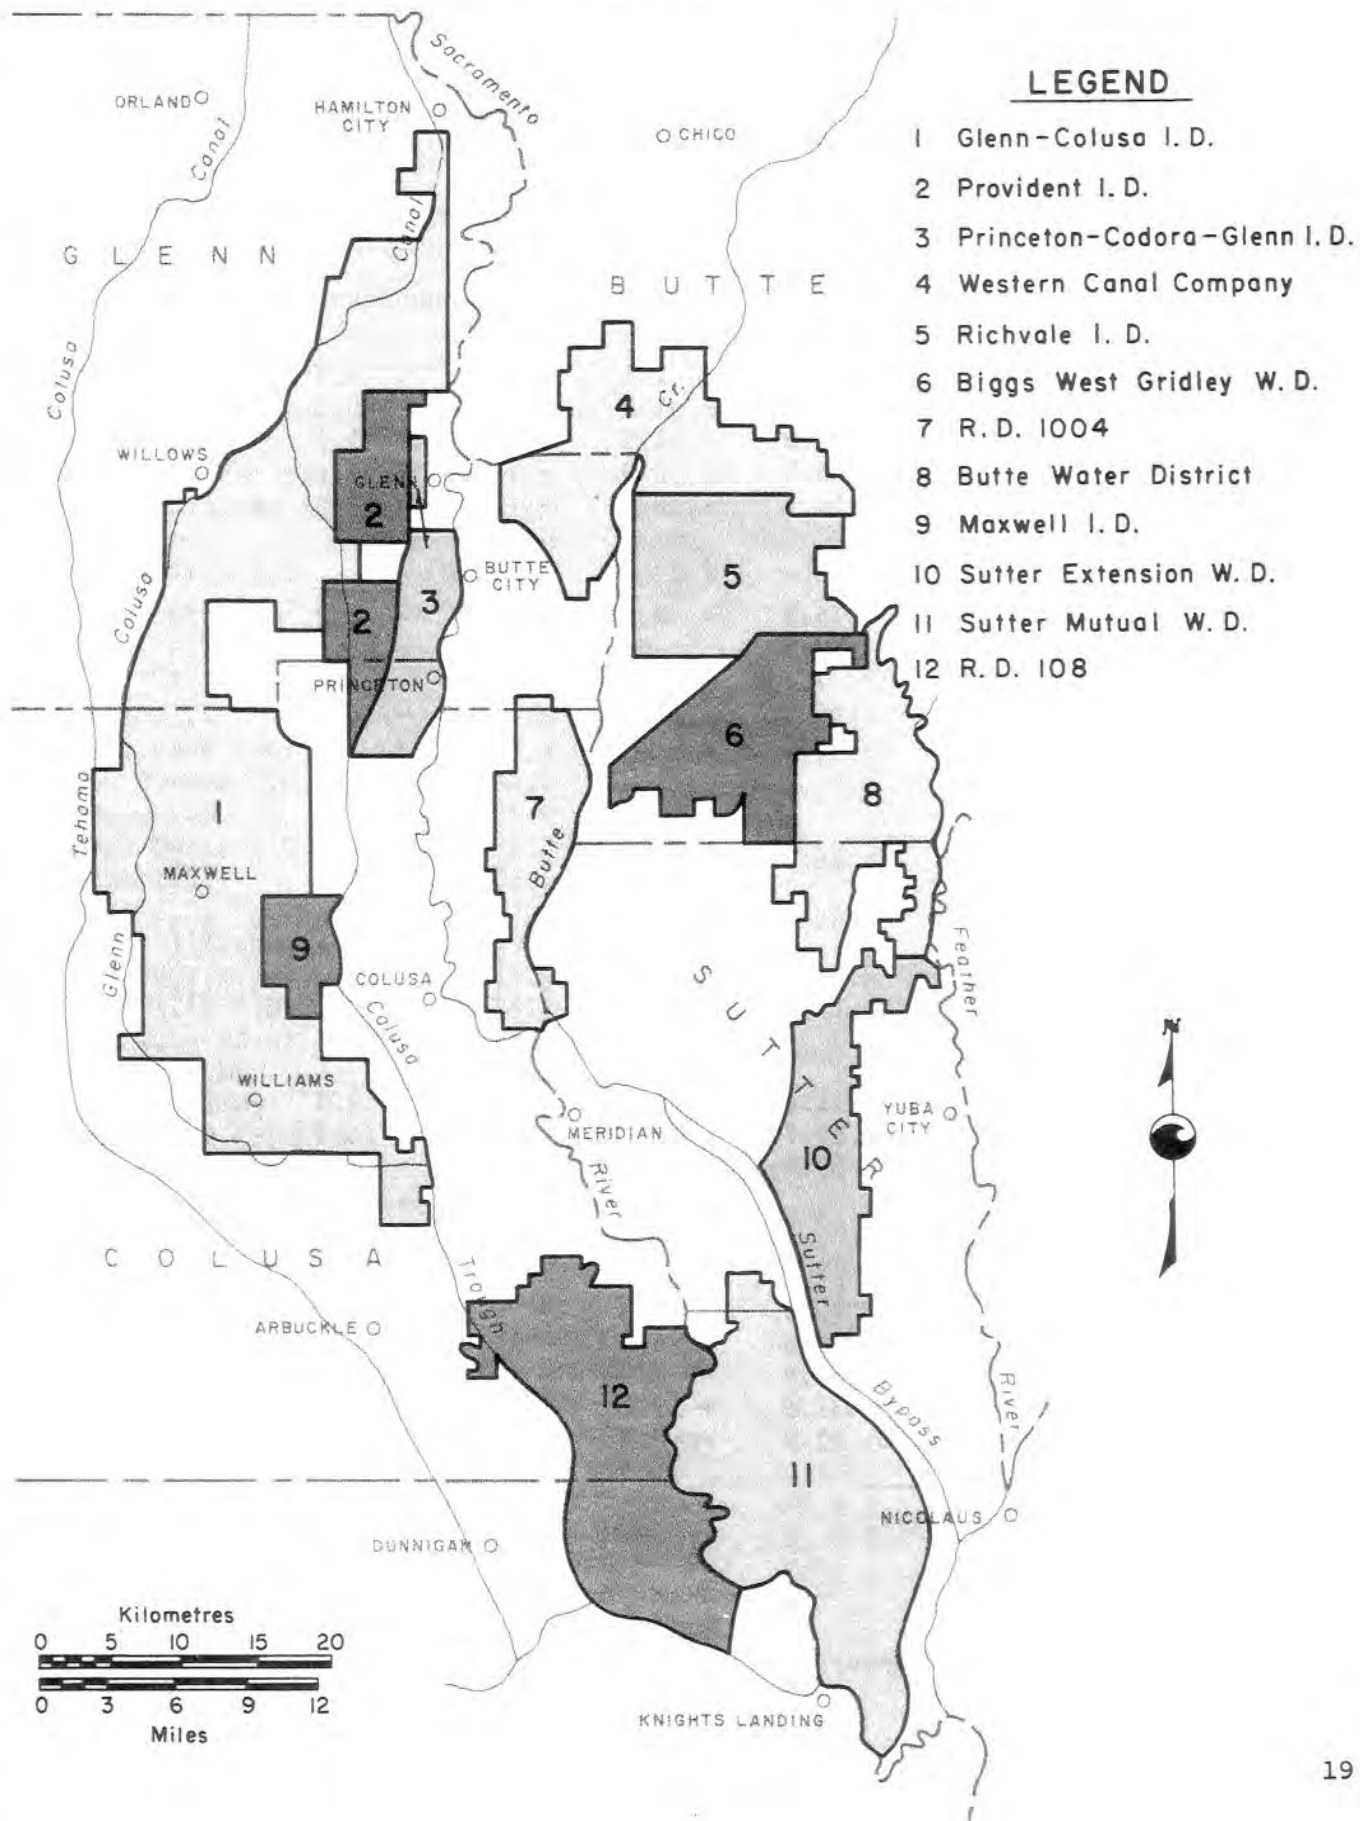 LEGEND
1 Glenn-Colusa I. D.
2 Provident I. D.
3 Princeton-Codora-Glenn I. D.
4 Western Canal Company
5 Richvale I. D.
6 Biggs West Gridley W. D.
7 R. D. 1004
8 Butte Water District
9 Maxwell I. D.
10 Sutter Extension W. D.
11 Sutter Mutual W. D.
12 R. D. 108
Sacramento
ORLAND
HAMILTON
CITY
CHICO
Canal
Canal
GLENN
BUTTE
Colusa
4
Cr.
WILLOWS
GLENN
2
5
BUTTE
CITY
Colusa
3
2
PRINCETON
6
Tehama
1
7
8
Butte
MAXWELL
9
Glenn
COLUSA
Colusa
SUTTER
Feather
N
WILLIAMS
YUBA
CITY
MERIDIAN
10
River
COLUSA
Sutter
Trough
ARBUCKLE
12
River
Bypass
11
NICOLAUS
DUNNIGAN
Kilometres
0 5 10 15 20
0 3 6 9 12
Miles
KNIGHTS LANDING
19